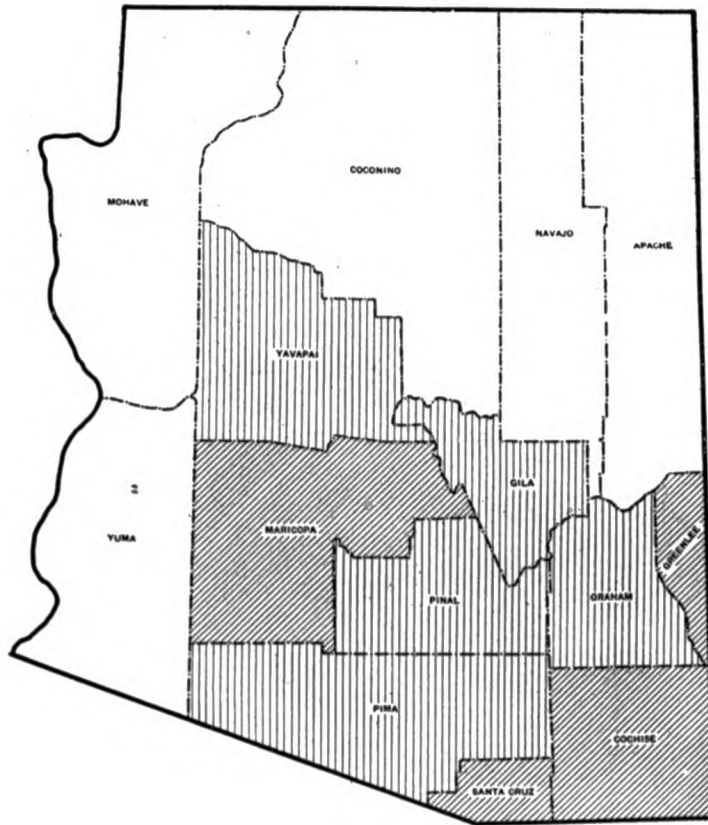 COCONINO
MOHAVE
NAVAJO
APACHE
YAVAPAI
GILA
MARICOPA
YUMA
GREENLEE
PINAL
GRAHAM
PIMA
COCHISE
SANTA CRUZ